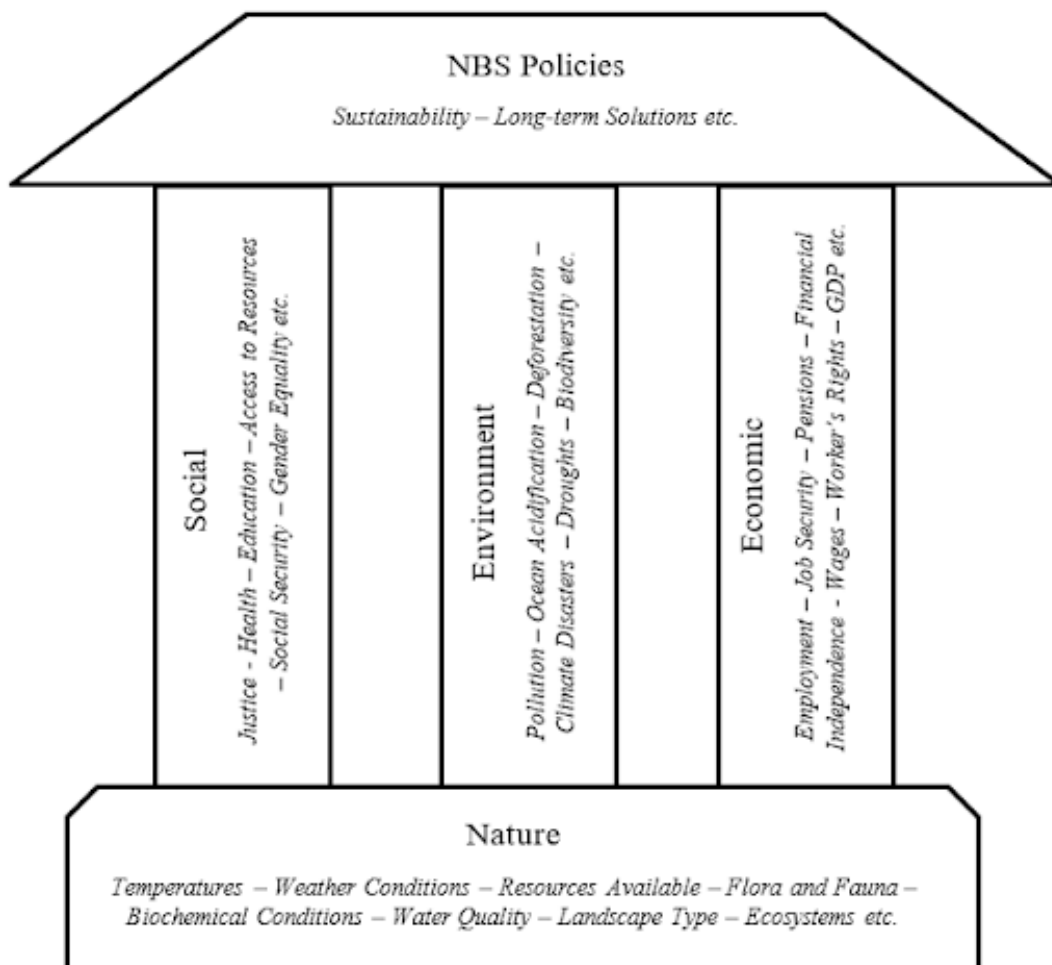 NBS Policies
Sustainability – Long-term Solutions etc.
Social
Justice - Health – Education – Access to Resources
– Social Security – Gender Equality etc.
Environment
Pollution – Ocean Acidification – Deforestation –
Climate Disasters – Droughts – Biodiversity etc.
Economic
Employment – Job Security – Pensions – Financial
Independence - Wages – Worker's Rights – GDP etc.
Nature
Temperatures – Weather Conditions – Resources Available – Flora and Fauna –
Biochemical Conditions – Water Quality – Landscape Type – Ecosystems etc.